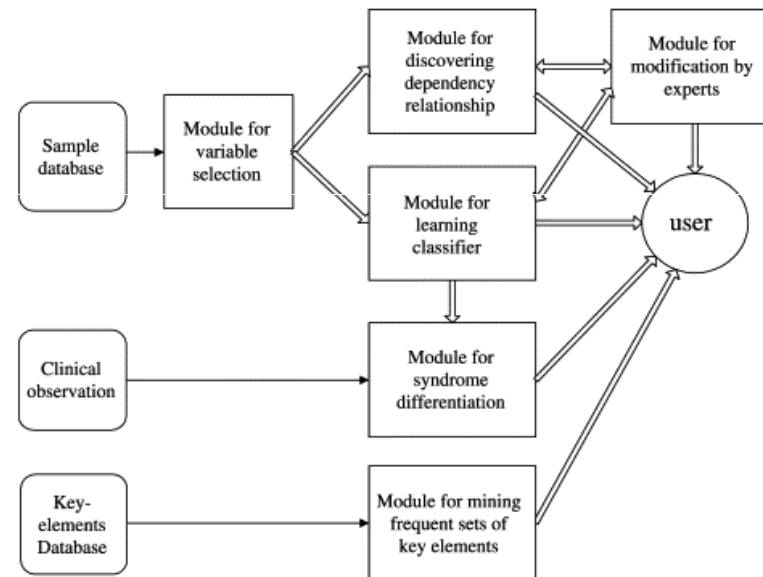 Sample
database
Module for
variable
selection
Module for
discovering
dependency
relationship
Module for
modification by
experts
Module for
learning
classifier
user
Clinical
observation
Module for
syndrome
differentiation
Key-
elements
Database
Module for mining
frequent sets of
key elements